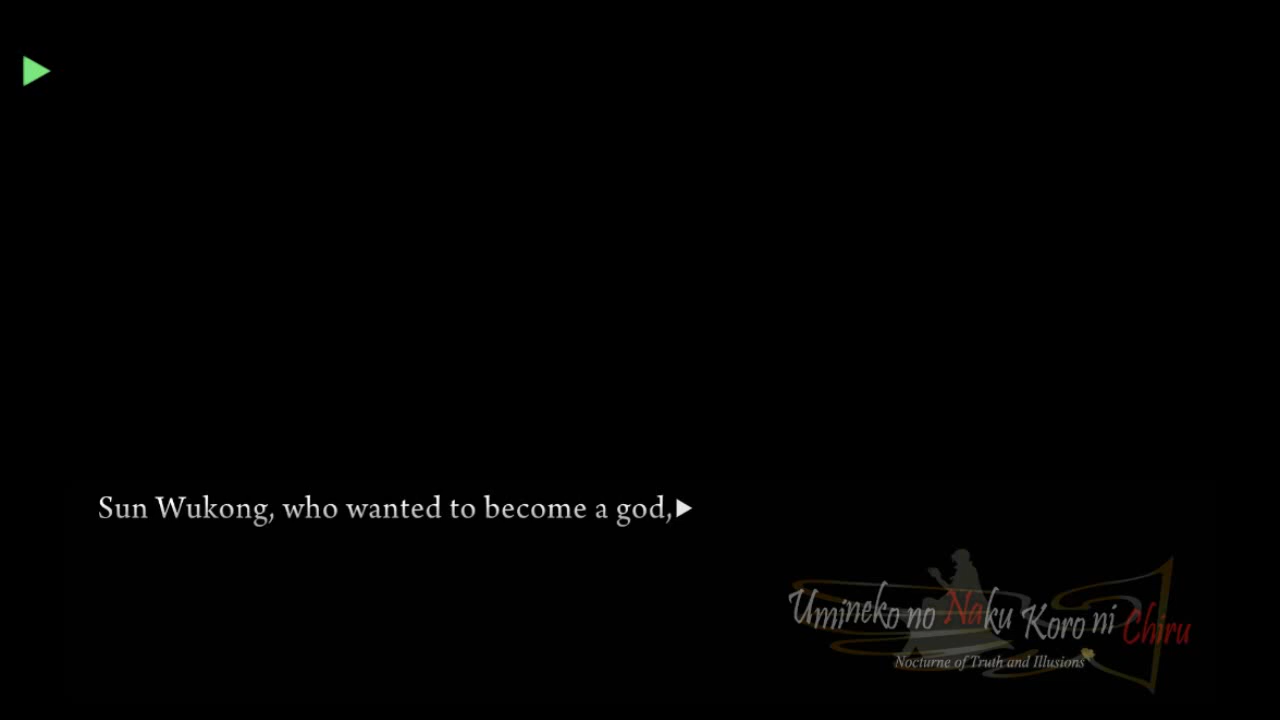 Sun Wukong, who wanted to become a god,
Umineko no Naku Koro ni Chiru
Nocturne of Truth and Illusions